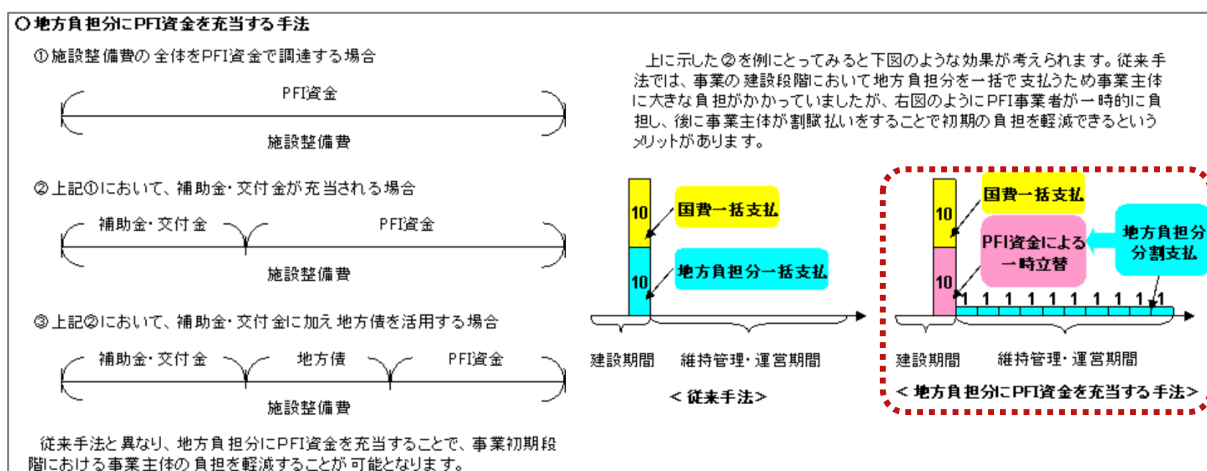 〇地方負担分にPFI資金を充当する手法
①施設整備費の全体をPFI資金で調達する場合
PFI資金
施設整備費
②上記①において、補助金・交付金が充当される場合
補助金・交付金
PFI資金
施設整備費
③上記②において、補助金・交付金に加え地方債を活用する場合
補助金・交付金
地方債
PFI資金
施設整備費
従来手法と異なり、地方負担分にPFI資金を充当することで、事業初期段
階における事業主体の負担を軽減することが可能となります。
上に示した②を例にとってみると下図のような効果が考えられます。従来手
法では、事業の建設段階において地方負担分を一括で支払うため事業主体
に大きな負担がかかっていましたが、右図のようにPFI事業者が一時的に負
担し、後に事業主体が割賦払いをすることで初期の負担を軽減できるという
メリットがあります。
10
国費一括支払
10
地方負担分一括支払
建設期間
維持管理・運営期間
＜従来手法＞
10
国費一括支払
10
PFI資金による
一時立替
地方負担分
分割支払
1 1 1 1 1 1 1 1 1 1
建設期間
維持管理・運営期間
＜地方負担分にPFI資金を充当する手法＞